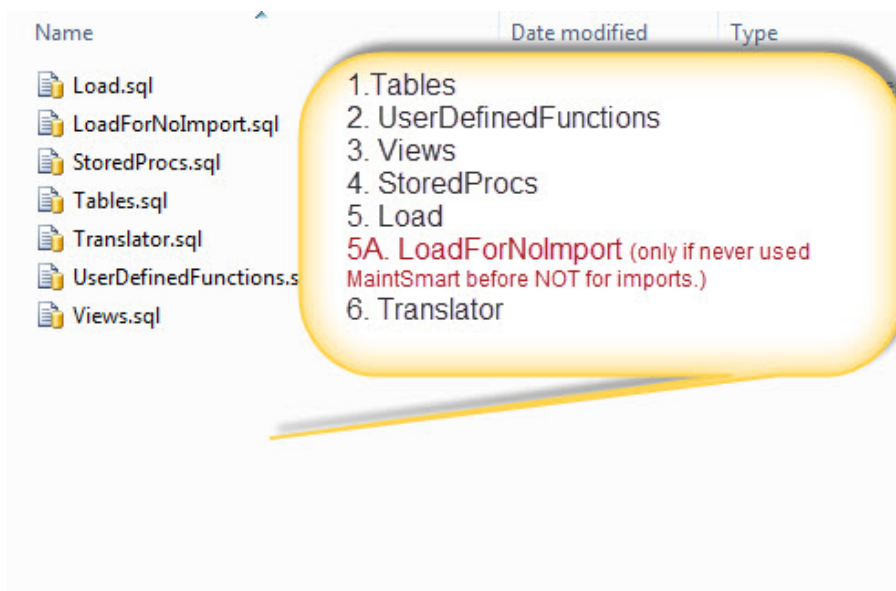 Name Date modified Type
Load.sql
LoadForNoImport.sql
StoredProcs.sql
Tables.sql
Translator.sql
UserDefinedFunctions.s
Views.sql
1.Tables
2. UserDefinedFunctions
3. Views
4. StoredProcs
5. Load
5A. LoadForNoImport (only if never used
MaintSmart before NOT for imports.)
6. Translator